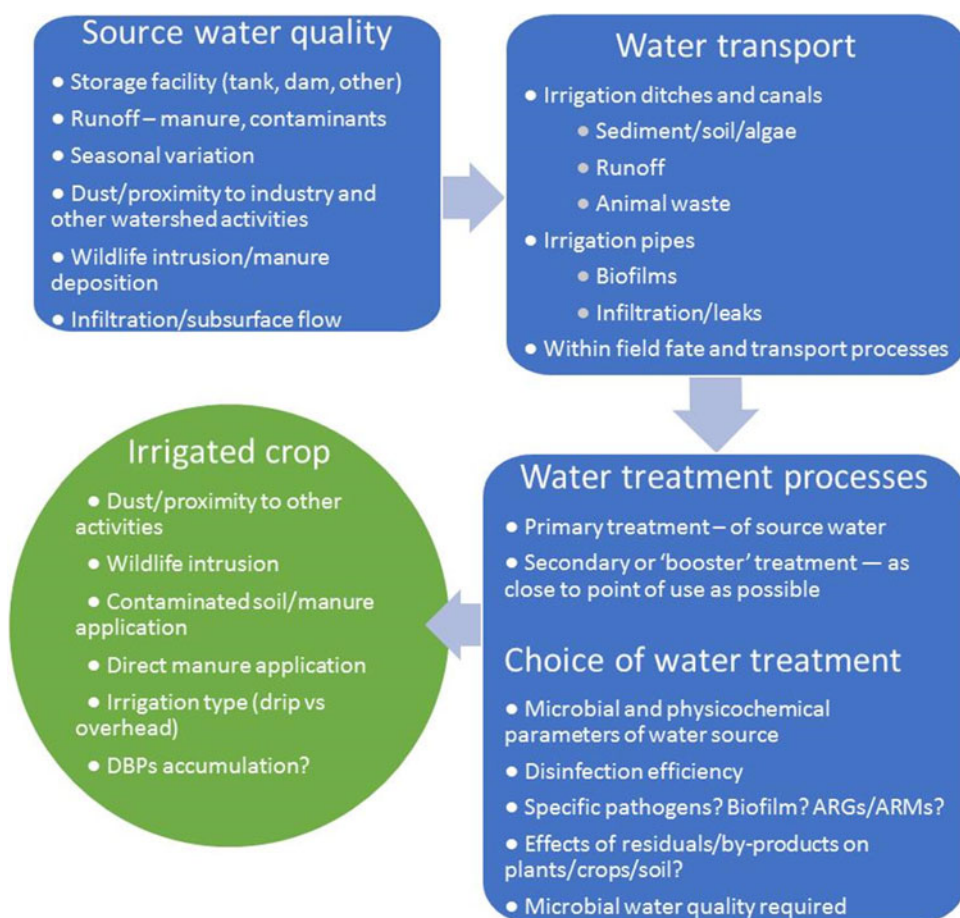 Source water quality
● Storage facility (tank, dam, other)
● Runoff – manure, contaminants
● Seasonal variation
● Dust/proximity to industry and
other watershed activities
● Wildlife intrusion/manure
deposition
● Infiltration/subsurface flow
Water transport
● Irrigation ditches and canals
● Sediment/soil/algae
● Runoff
● Animal waste
● Irrigation pipes
● Biofilms
● Infiltration/leaks
● Within field fate and transport processes
Water treatment processes
● Primary treatment – of source water
● Secondary or ‘booster’ treatment — as
close to point of use as possible
Choice of water treatment
● Microbial and physicochemical
parameters of water source
● Disinfection efficiency
● Specific pathogens? Biofilm? ARGs/ARMs?
● Effects of residuals/by-products on
plants/crops/soil?
● Microbial water quality required
Irrigated crop
● Dust/proximity to other
activities
● Wildlife intrusion
● Contaminated soil/manure
application
● Direct manure application
● Irrigation type (drip vs
overhead)
● DBPs accumulation?